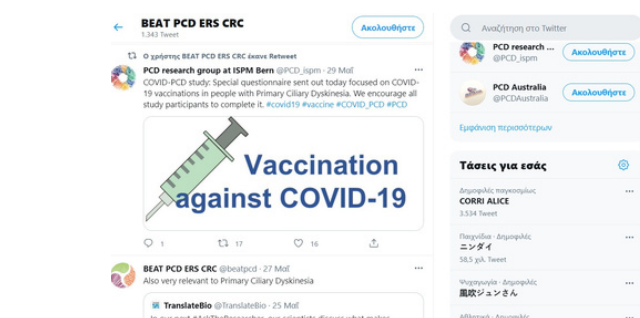 BEAT PCD ERS CRC
1.343 Tweet
Ακολουθήστε
Ο χρήστης BEAT PCD ERS CRC έκανε Retweet
PCD research group at ISPM Bern @PCD_ispm · 29 Μαΐ
COVID-PCD study: Special questionnaire sent out today focused on COVID-
19 vaccinations in people with Primary Ciliary Dyskinesia. We encourage all
study participants to complete it. #covid19 #vaccine #COVID_PCD #PCD
Vaccination
against COVID-19
1 17 16
BEAT PCD ERS CRC @beatpcd · 27 Μαΐ
Also very relevant to Primary Ciliary Dyskinesia
TranslateBio @TranslateBio · 25 Μαΐ
Αναζήτηση στο Twitter
PCD research ...
@PCD_ispm
Ακολουθήστε
PCD Australia
@PCDAustralia
Ακολουθήστε
Εμφάνιση περισσότερων
Τάσεις για εσάς
Δημοφιλές παγκοσμίως
CORRI ALICE
3.534 Tweet
Παιχνίδια · Δημοφιλές
ニンダイ
58,5 χιλ. Tweet
Ψυχαγωγία · Δημοφιλές
風吹ジュンさん
Αθλητικά · Δημοφιλές